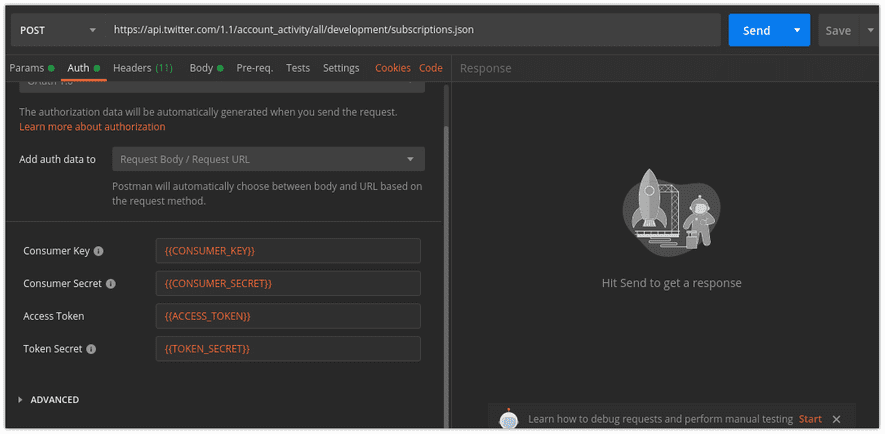 POST https://api.twitter.com/1.1/account_activity/all/development/subscriptions.json Send Save
Params Auth Headers (11) Body Pre-req. Tests Settings Cookies Code Response
OAuth 1.0
The authorization data will be automatically generated when you send the request.
Learn more about authorization
Add auth data to Request Body / Request URL
Postman will automatically choose between body and URL based on
the request method.
Consumer Key {{CONSUMER_KEY}}
Consumer Secret {{CONSUMER_SECRET}}
Access Token {{ACCESS_TOKEN}}
Token Secret {{TOKEN_SECRET}}
ADVANCED
Hit Send to get a response
Learn how to debug requests and perform manual testing Start